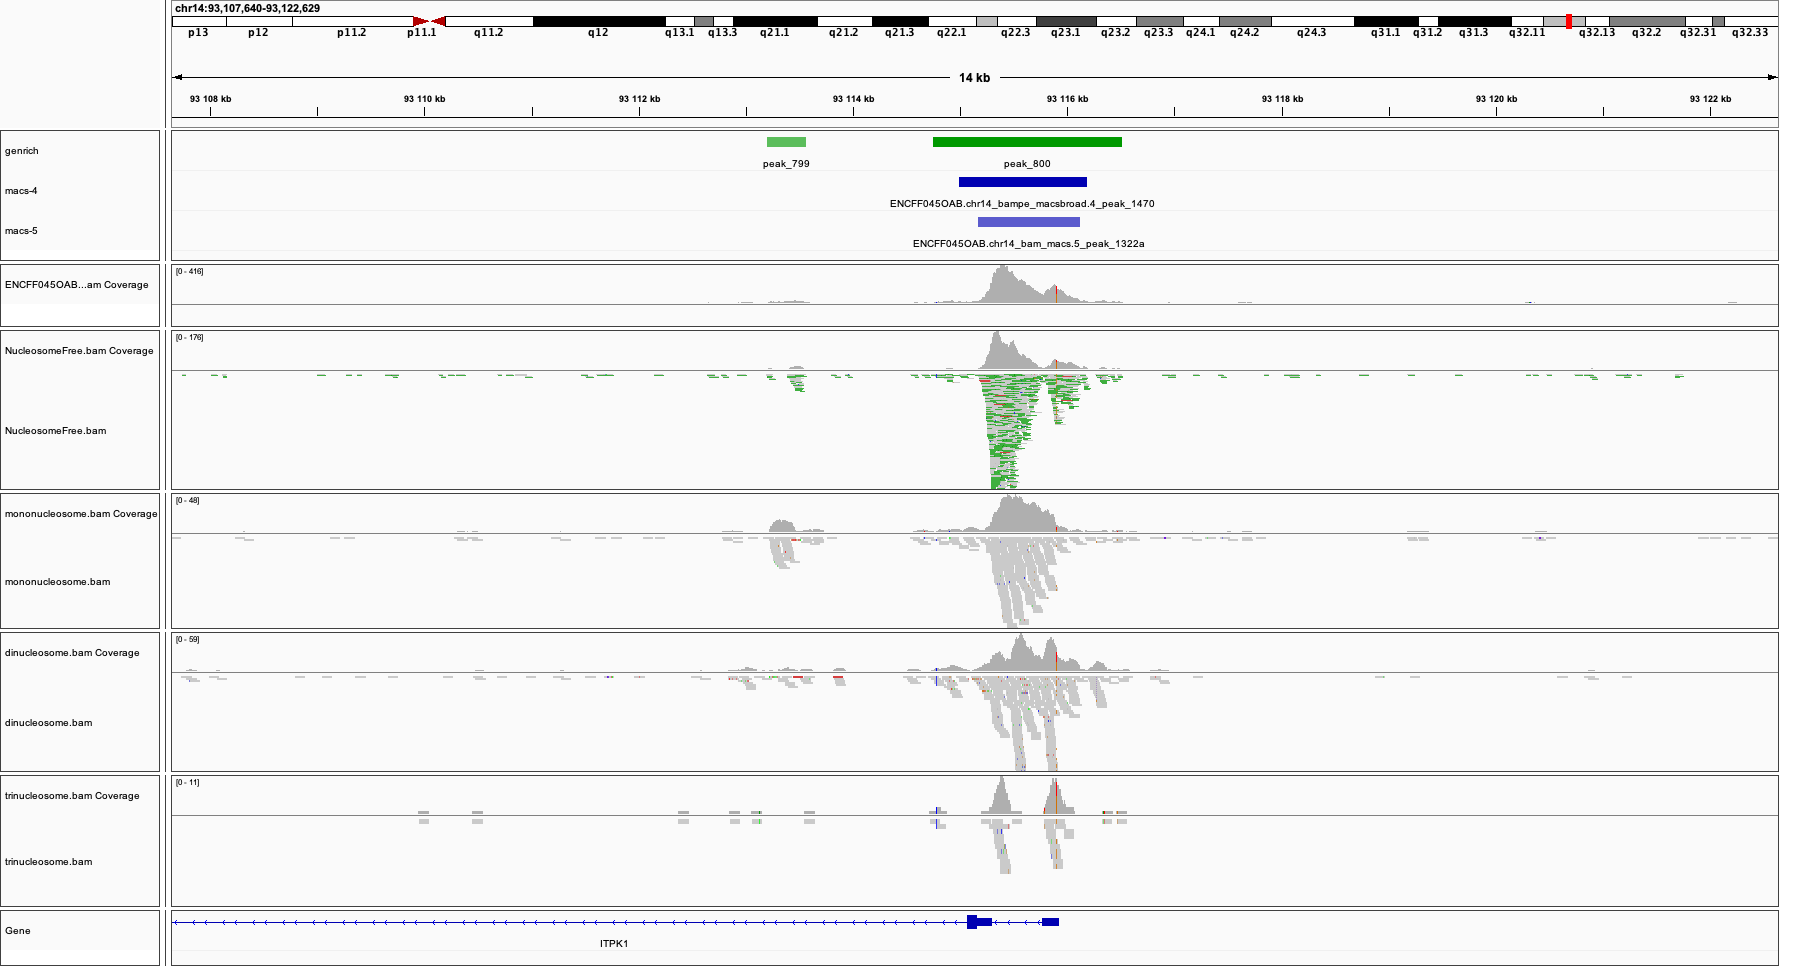 chr14:93,107,640-93,122,629
p13 p12 p11.2 p11.1 q11.2 q12 q13.1 q13.3 q21.1 q21.2 q21.3 q22.1 q22.3 q23.1 q23.2 q23.3 q24.1 q24.2 q24.3 q31.1 q31.2 q31.3 q32.11 q32.13 q32.2 q32.31 q32.33
14 kb
93 108 kb 93 110 kb 93 112 kb 93 114 kb 93 116 kb 93 118 kb 93 120 kb 93 122 kb
genrich
peak_799 peak_800
macs-4
ENCFF045OAB.chr14_bampe_macsbroad.4_peak_1470
macs-5
ENCFF045OAB.chr14_bam_macs.5_peak_1322a
[0 - 416]
ENCFF045OAB...am Coverage
[0 - 176]
NucleosomeFree.bam Coverage
NucleosomeFree.bam
[0 - 48]
mononucleosome.bam Coverage
mononucleosome.bam
[0 - 59]
dinucleosome.bam Coverage
dinucleosome.bam
[0 - 11]
trinucleosome.bam Coverage
trinucleosome.bam
Gene
ITPK1